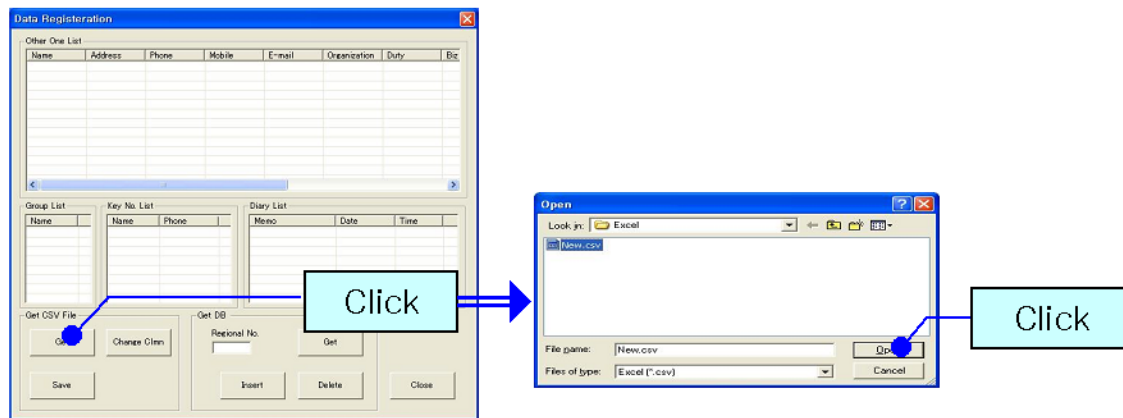 Data Registeration
Other One List
Name Address Phone Mobile E-mail Organization Duty Biz
Group List Key No. List Diary List
Name Name Phone Memo Date Time
Click
Get CSV File Get DB
Regional No.
Change Clmn Get
Save Insert Delete Close
Open
Look in: Excel
New.csv
File name: New.csv
Files of type: Excel (*.csv)
Cancel
Click